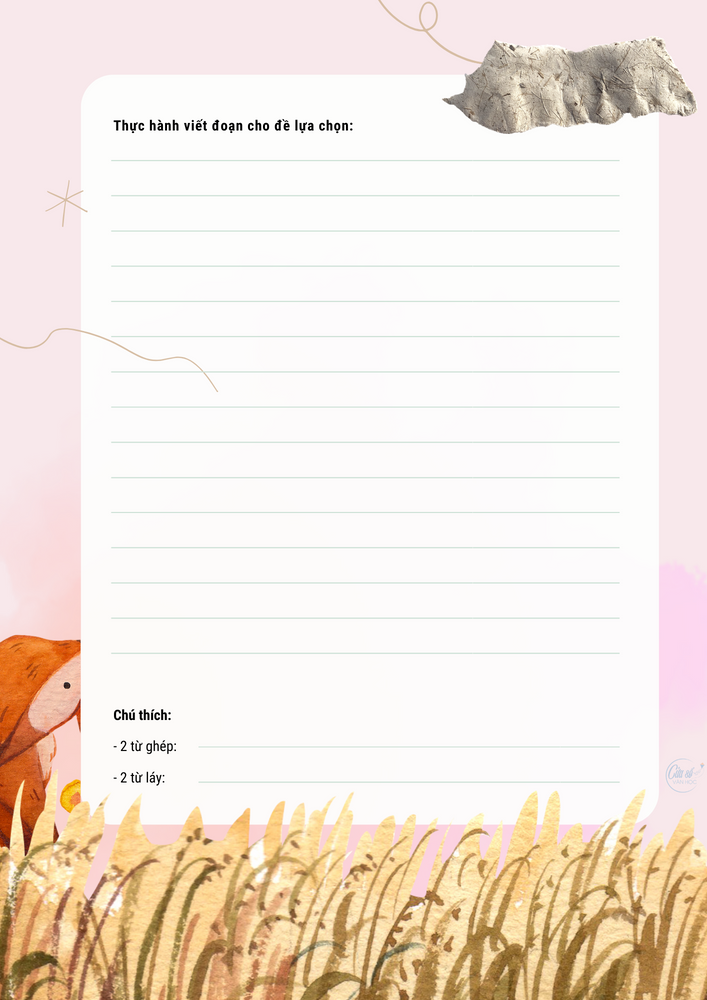 Thực hành viết đoạn cho đề lựa chọn:
Chú thích:
- 2 từ ghép:
- 2 từ láy: